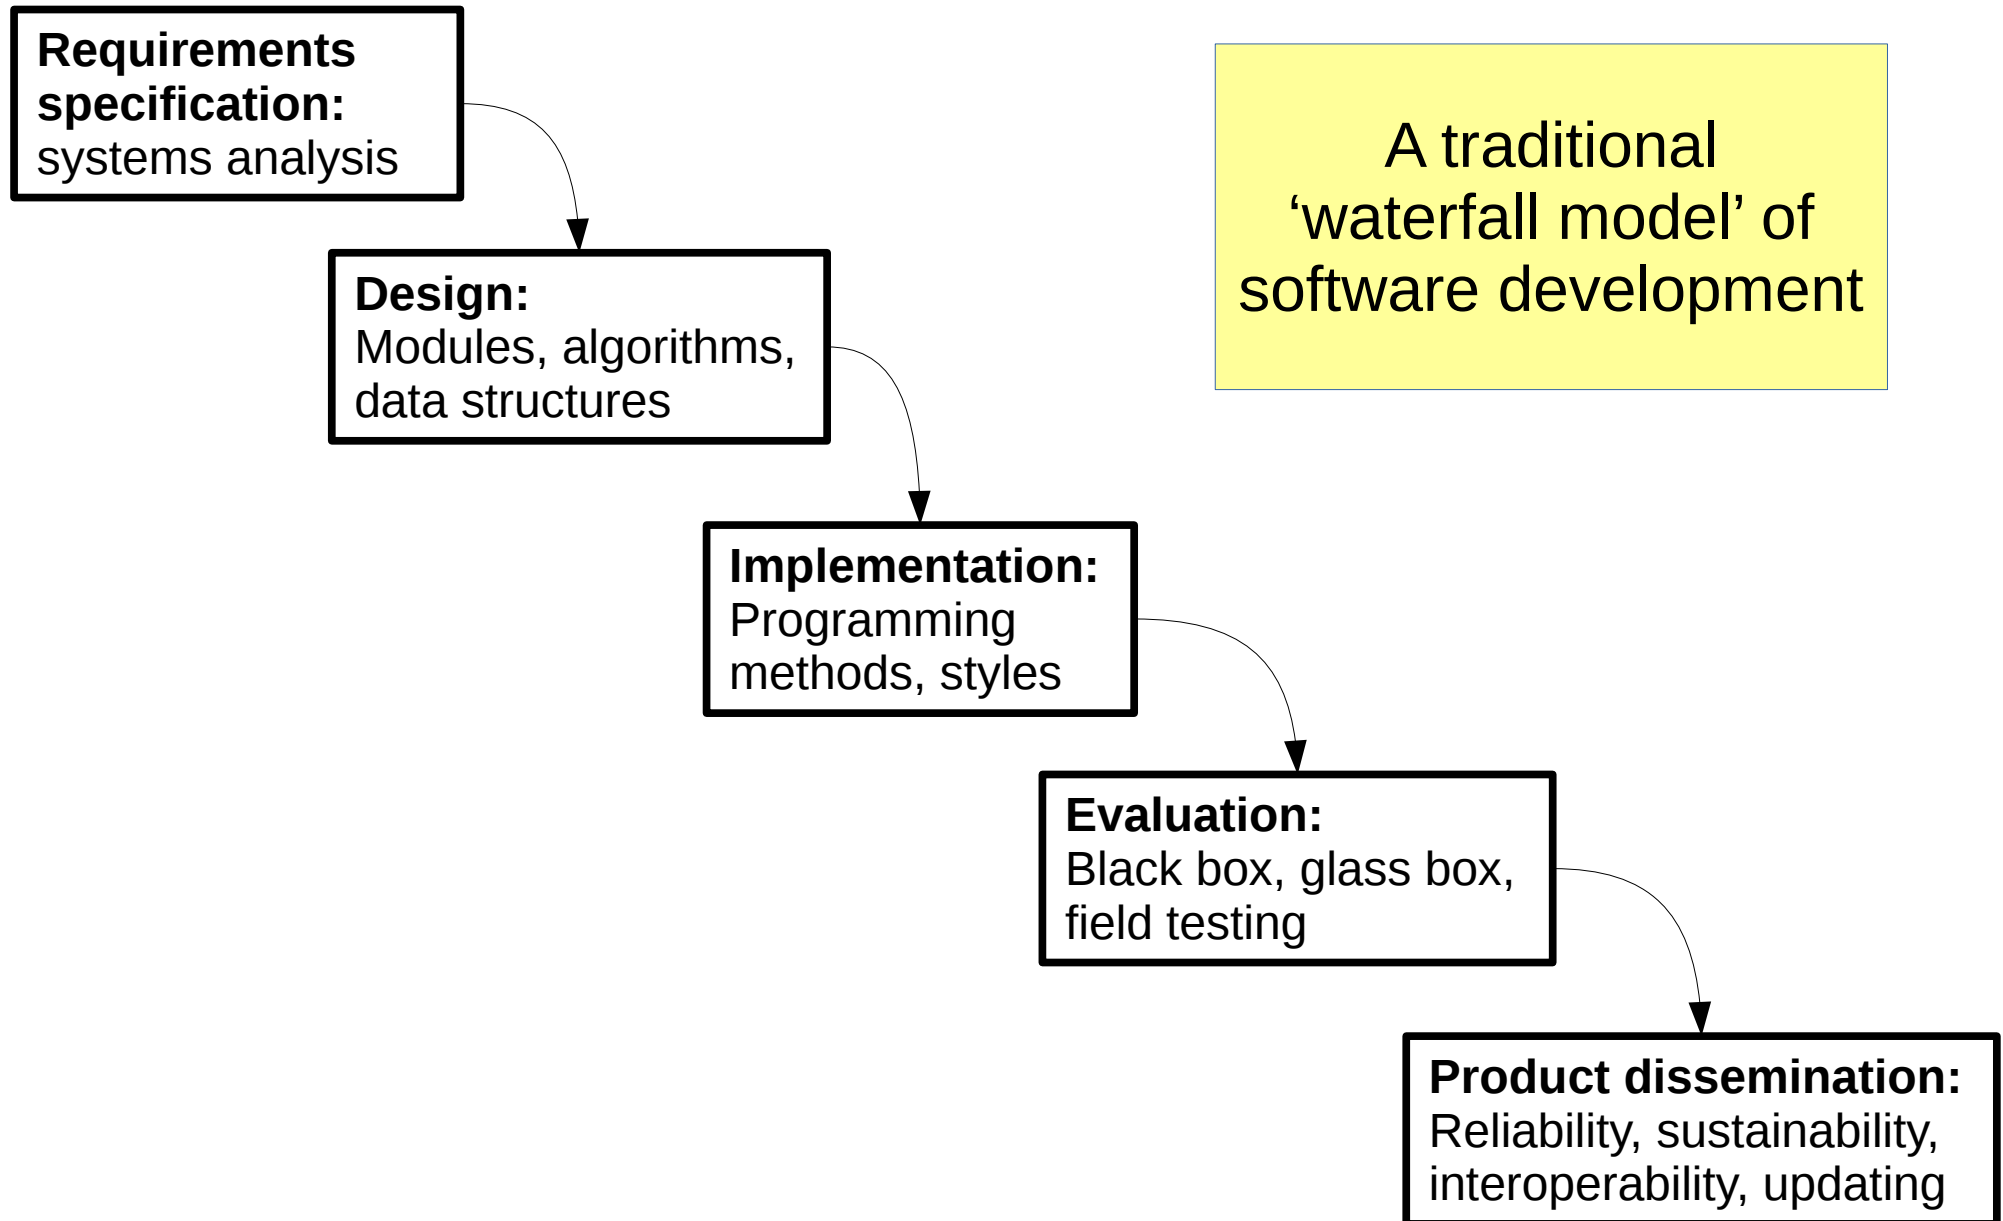 Requirements
specification:
systems analysis
A traditional
‘waterfall model’ of
software development
Design:
Modules, algorithms,
data structures
Implementation:
Programming
methods, styles
Evaluation:
Black box, glass box,
field testing
Product dissemination:
Reliability, sustainability,
interoperability, updating